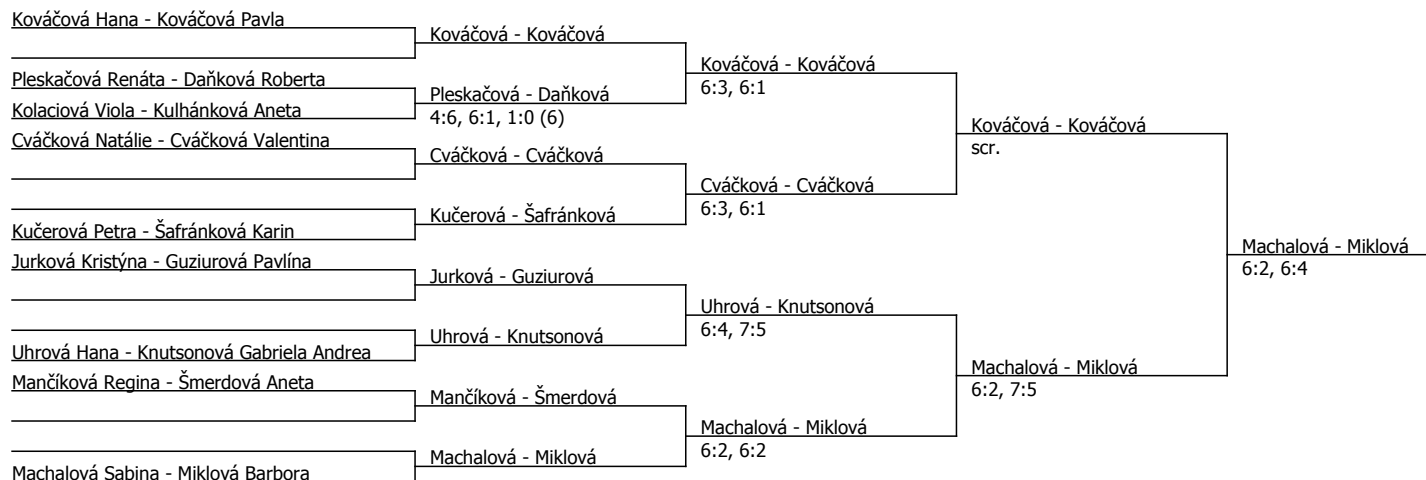 Kováčová Hana - Kováčová Pavla
Pleskačová Renáta - Daňková Roberta
Kolaciová Viola - Kulhánková Aneta
Cváčková Natálie - Cváčková Valentina
Kučerová Petra - Šafránková Karin
Jurková Kristýna - Guziurová Pavlína
Uhrová Hana - Knutsonová Gabriela Andrea
Mančíková Regina - Šmerdová Aneta
Machalová Sabina - Miklová Barbora
Kováčová - Kováčová
Pleskačová - Daňková
4:6, 6:1, 1:0 (6)
Cváčková - Cváčková
Kučerová - Šafránková
Jurková - Guziurová
Uhrová - Knutsonová
Mančíková - Šmerdová
Machalová - Miklová
Kováčová - Kováčová
6:3, 6:1
Cváčková - Cváčková
6:3, 6:1
Uhrová - Knutsonová
6:4, 7:5
Machalová - Miklová
6:2, 6:2
Kováčová - Kováčová
scr.
Machalová - Miklová
6:2, 7:5
Machalová - Miklová
6:2, 6:4